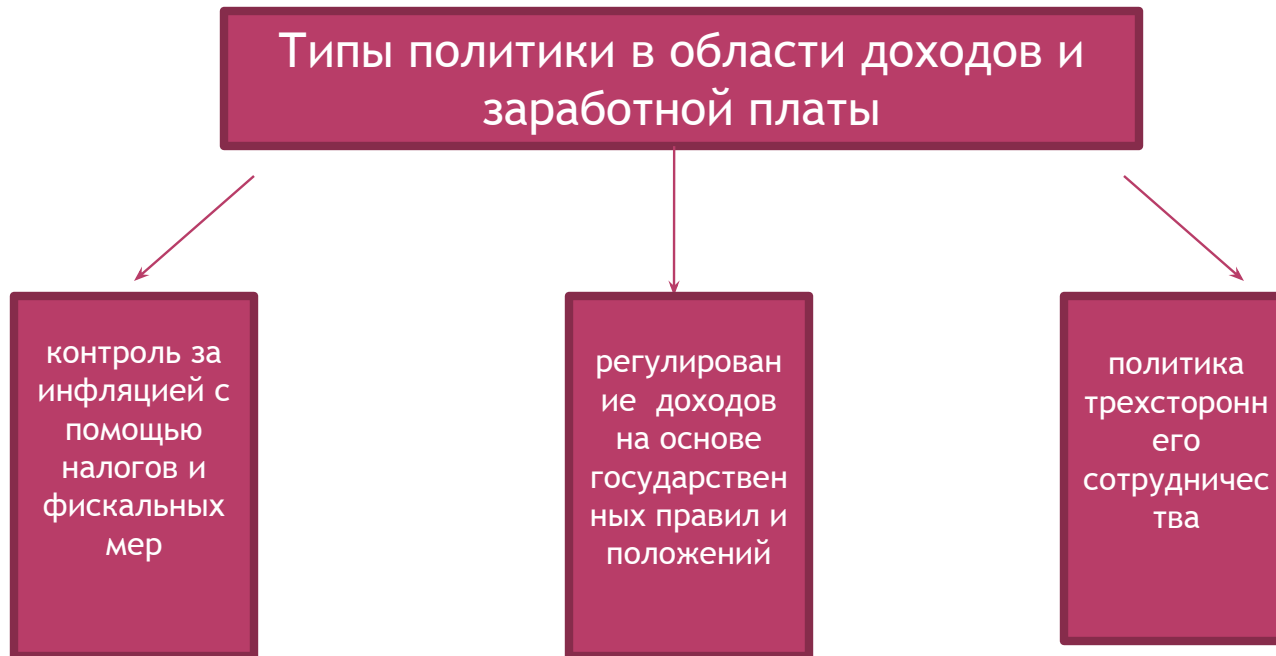 Типы политики в области доходов и
заработной платы
контроль за
инфляцией с
помощью
налогов и
фискальных
мер
регулирован
ие доходов
на основе
государствен
ных правил и
положений
политика
трехсторонн
его
сотрудничес
тва